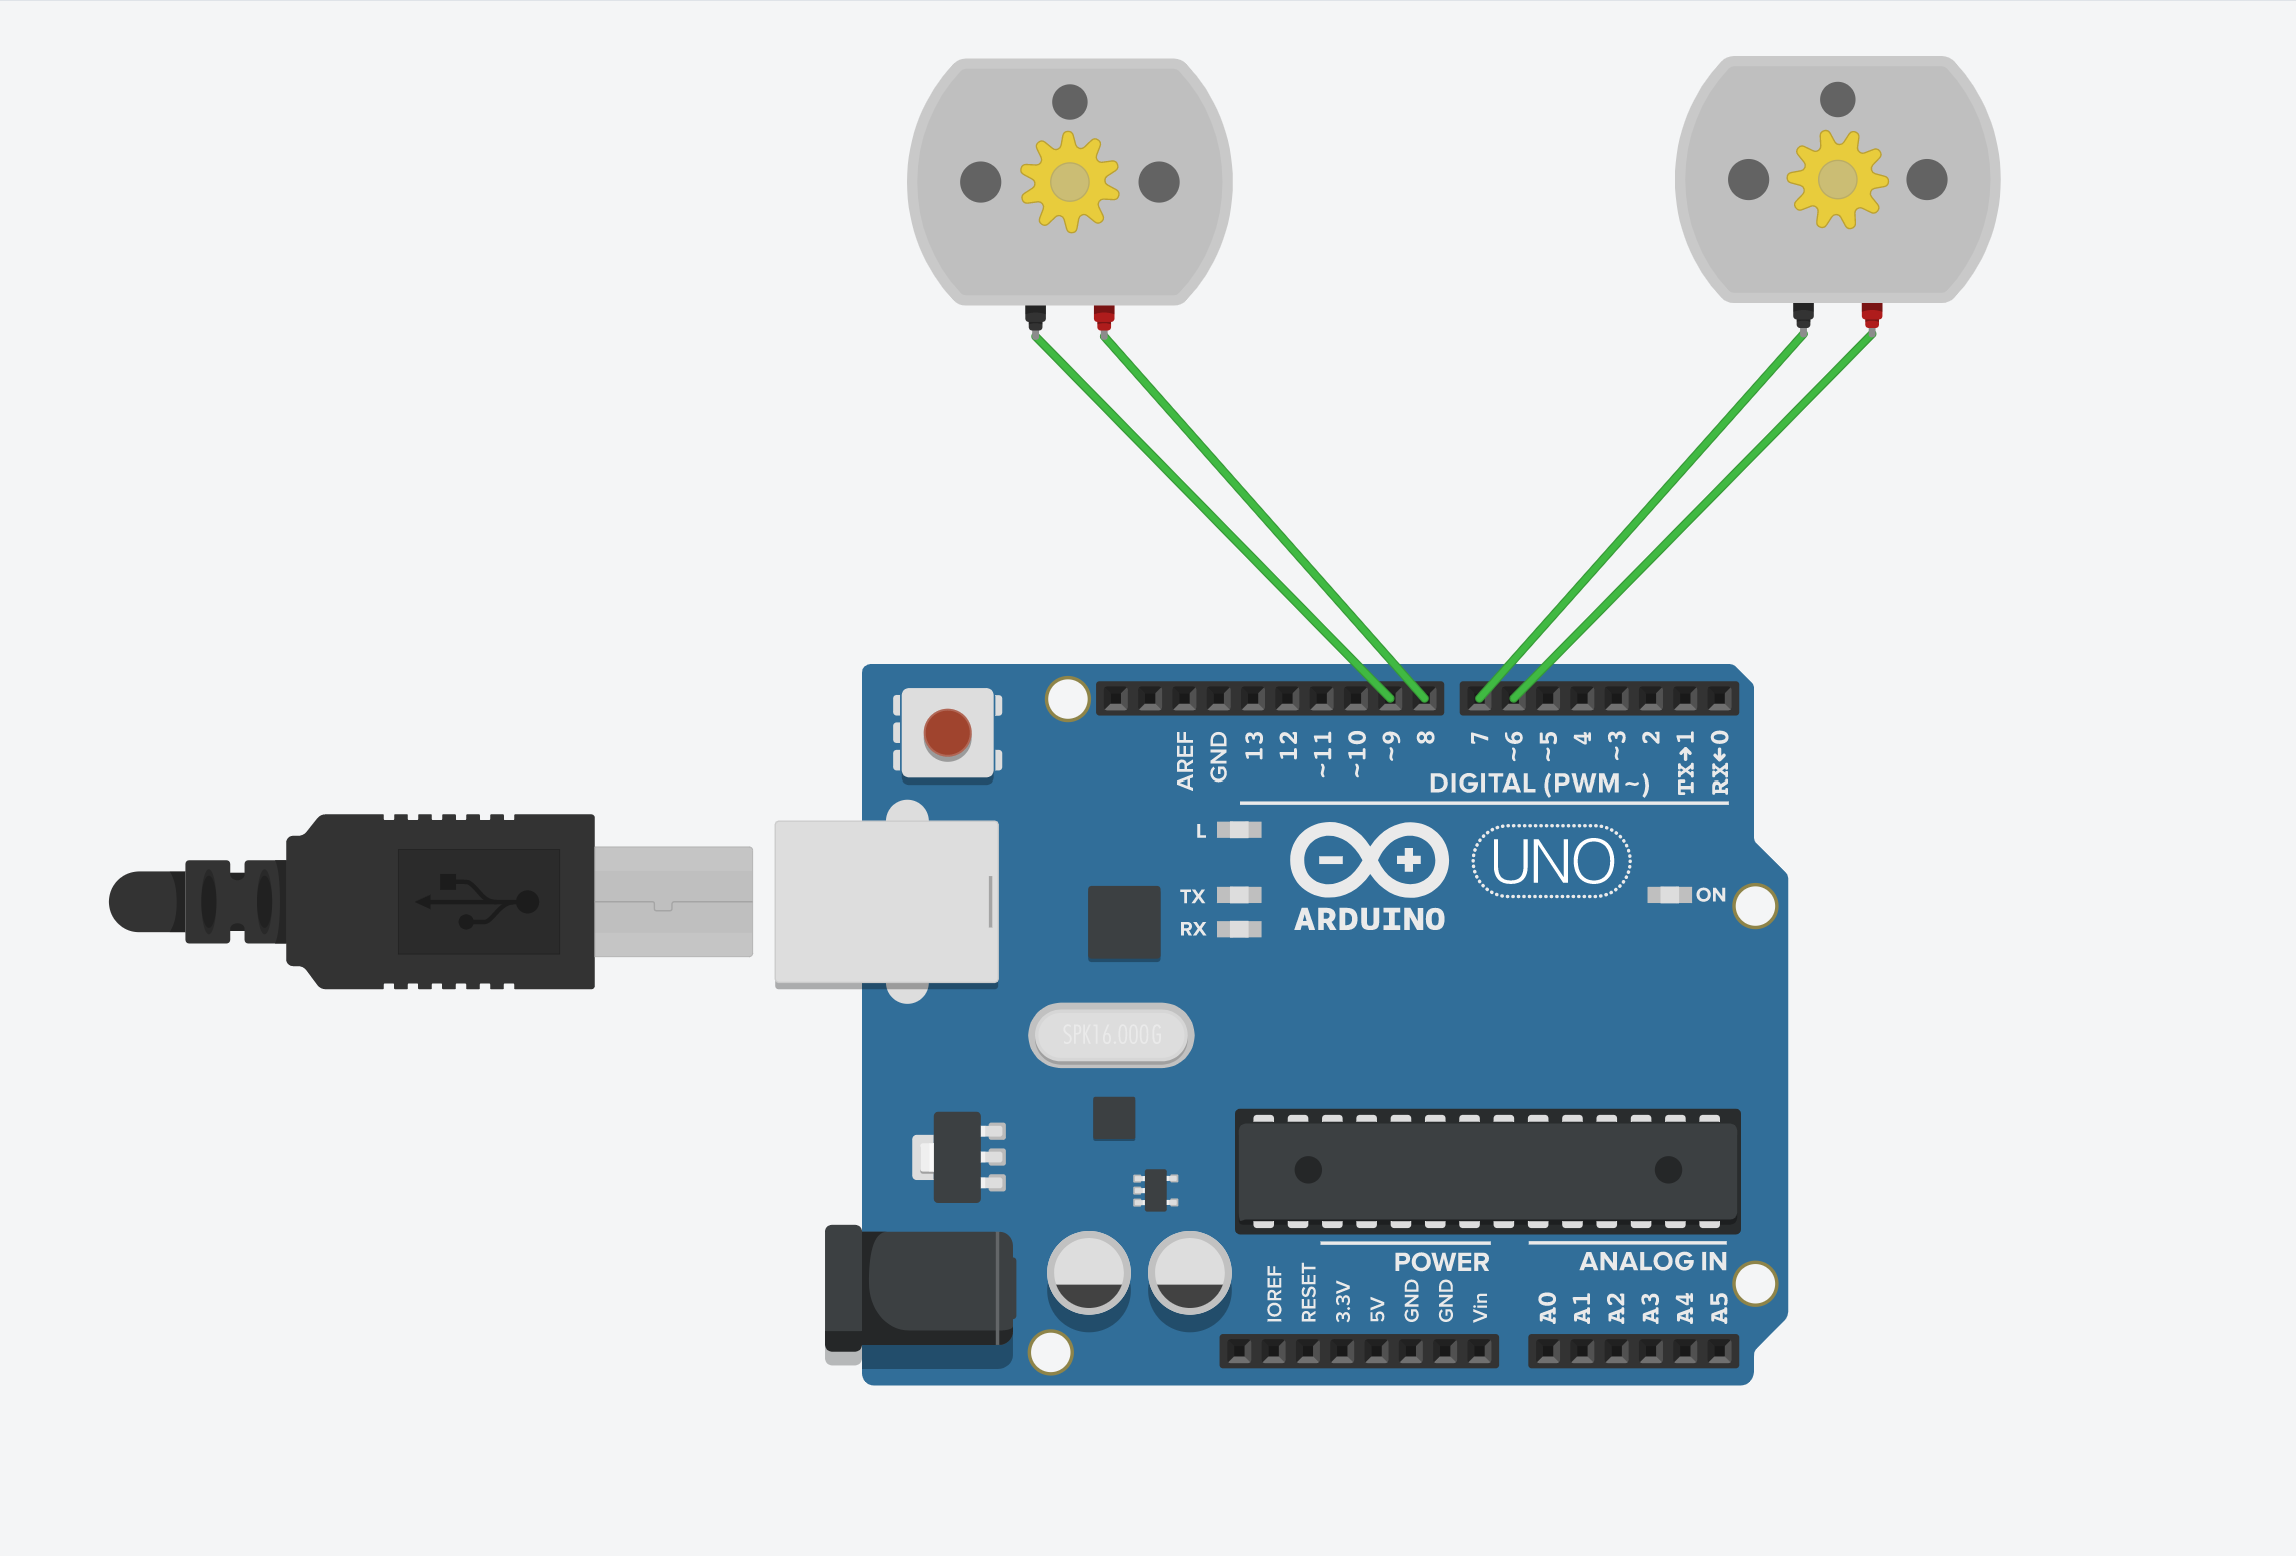 AREF
GND
13
12
~11
~10
~9
8
7
~6
~5
4
~3
2
TX→1
RX←0
DIGITAL (PWM~)
L
TX
RX
ARDUINO
UNO
ON
SPK16.000G
POWER
ANALOG IN
IOREF
RESET
3.3V
5V
GND
GND
Vin
A0
A1
A2
A3
A4
A5